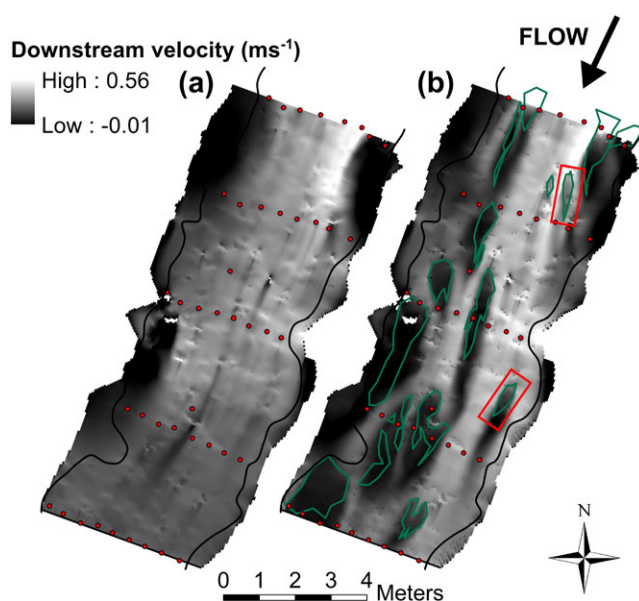 FLOW
Downstream velocity (ms⁻¹)
High : 0.56
Low : -0.01
(a)
(b)
N
0 1 2 3 4
Meters